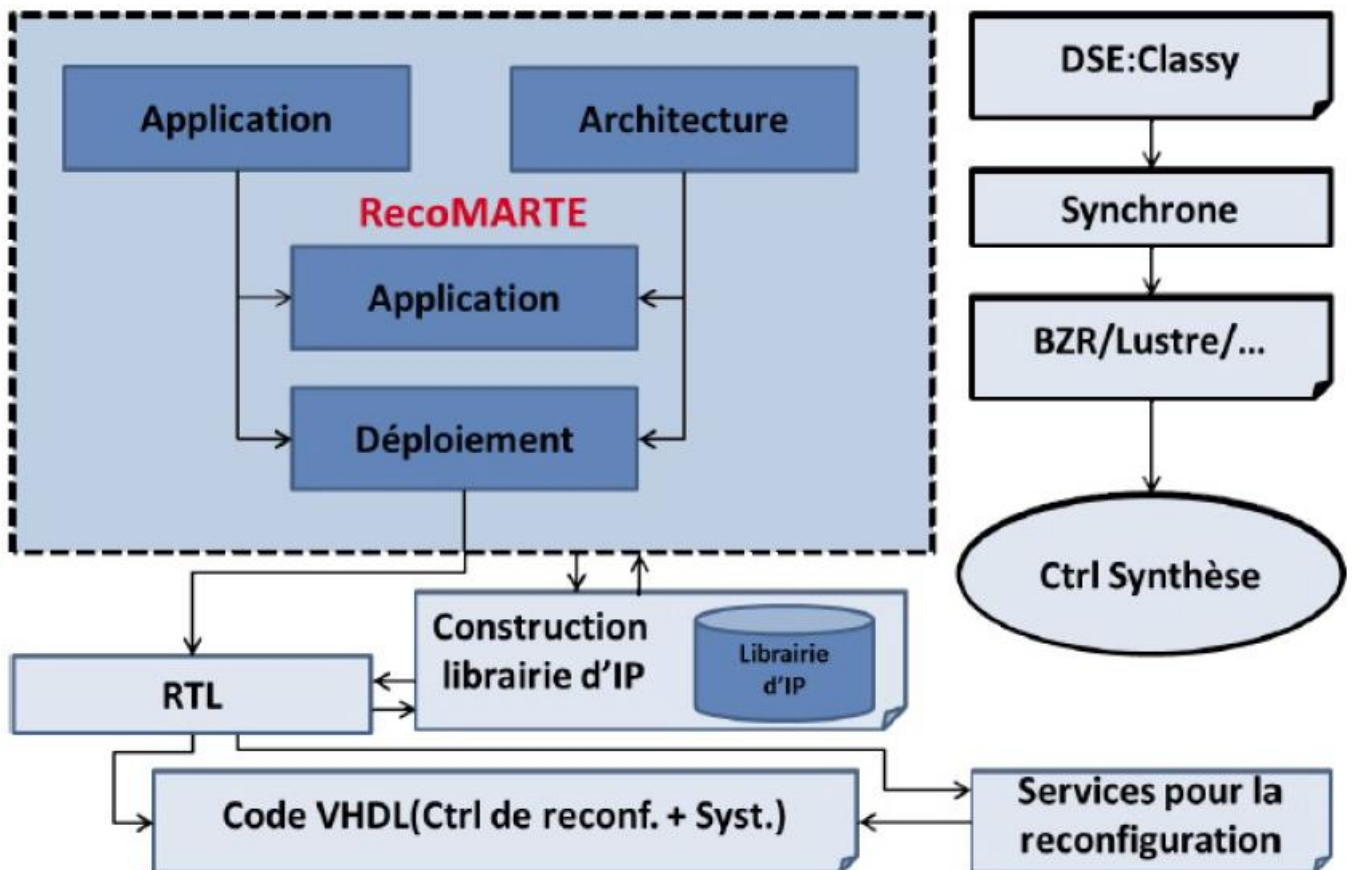 Application
Architecture
RecoMARTE
Application
Déploiement
DSE:Classy
Synchrone
BZR/Lustre/...
Ctrl Synthèse
Construction
librairie d'IP
Librairie
d'IP
RTL
Code VHDL(Ctrl de reconf. + Syst.)
Services pour la
reconfiguration